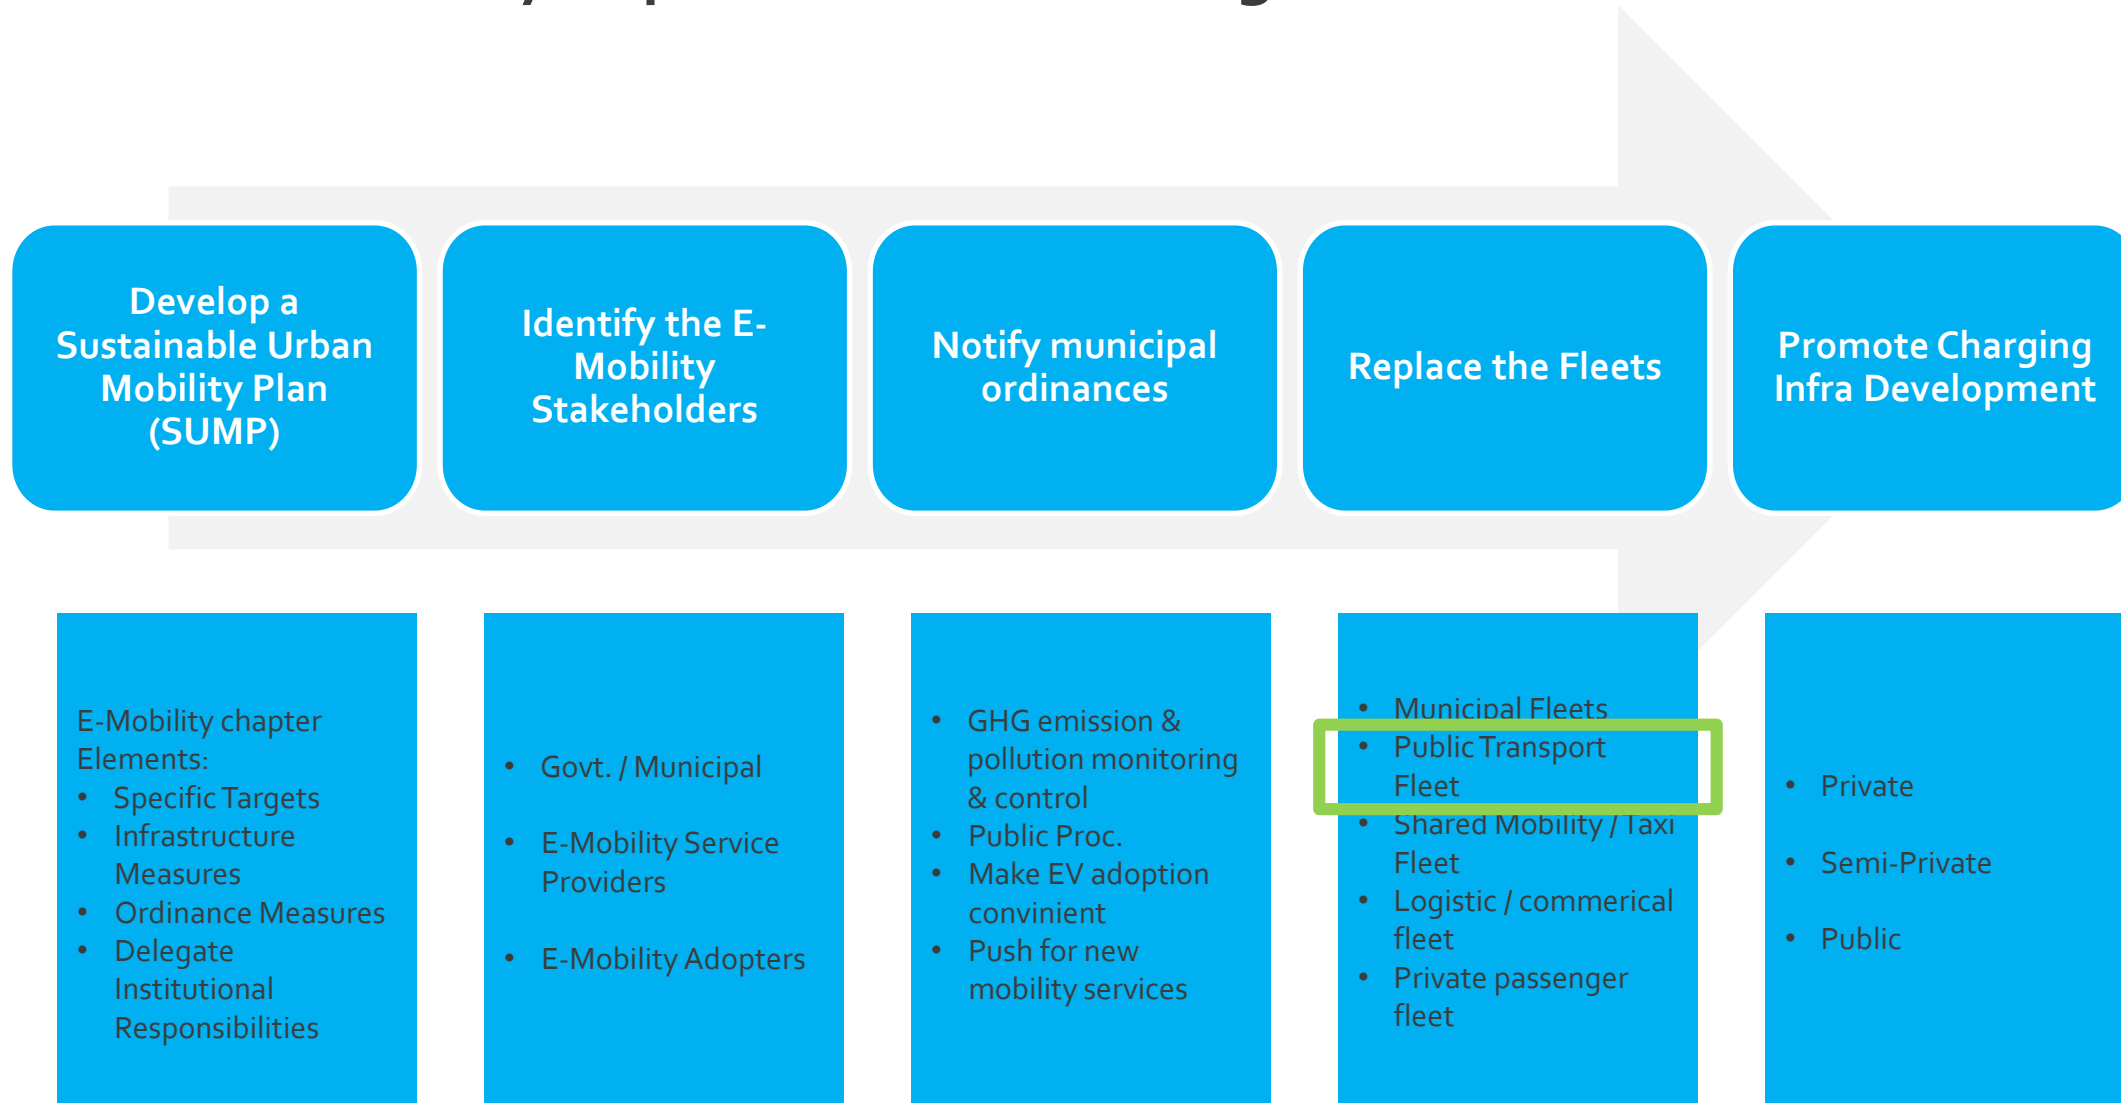 Develop a
Sustainable Urban
Mobility Plan
(SUMP)
Identify the E-
Mobility
Stakeholders
Notify municipal
ordinances
Replace the Fleets
Promote Charging
Infra Development
E-Mobility chapter
Elements:
• Specific Targets
• Infrastructure
Measures
• Ordinance Measures
• Delegate
Institutional
Responsibilities
• Govt. / Municipal
• E-Mobility Service
Providers
• E-Mobility Adopters
• GHG emission &
pollution monitoring
& control
• Public Proc.
• Make EV adoption
convinient
• Push for new
mobility services
• Municipal Fleets
• Public Transport
Fleet
• Shared Mobility / Taxi
Fleet
• Logistic / commerical
fleet
• Private passenger
fleet
• Private
• Semi-Private
• Public